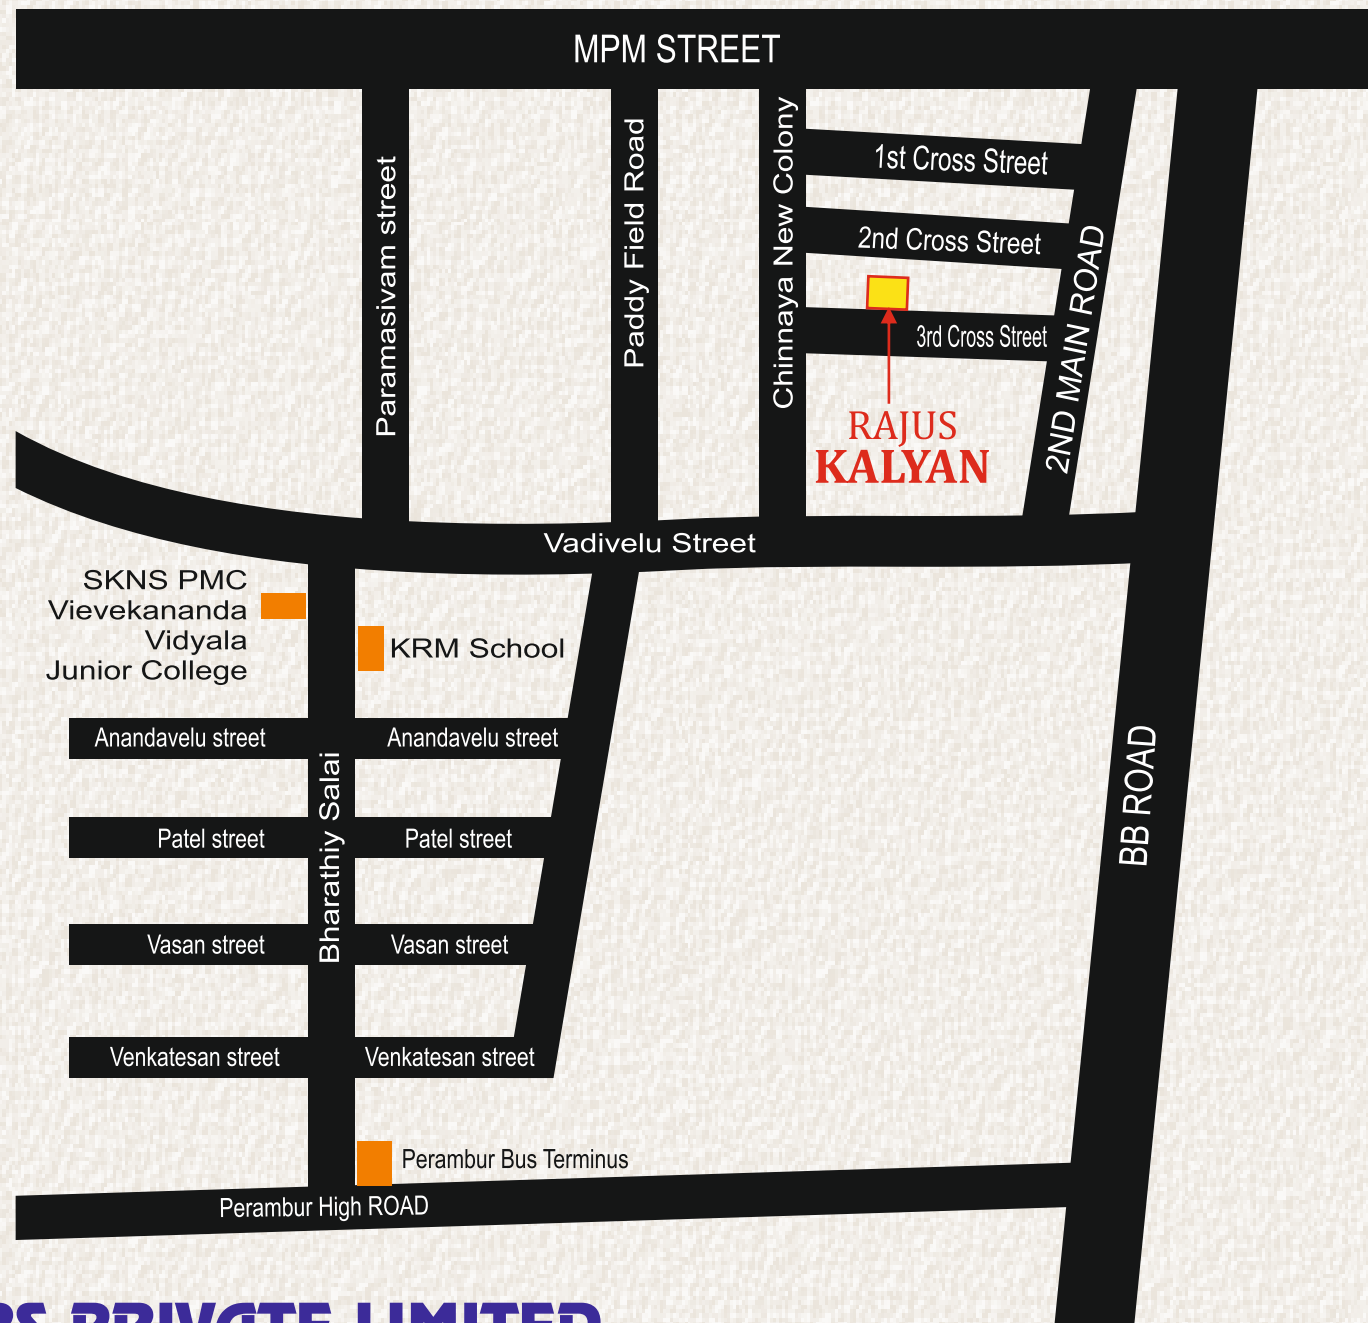 MPM STREET
Paramasivam street
Paddy Field Road
Chinnaya New Colony
1st Cross Street
2nd Cross Street
3rd Cross Street
2ND MAIN ROAD
RAJUS
KALYAN
Vadivelu Street
SKNS PMC
Vievekananda
Vidyala
Junior College
KRM School
Anandavelu street
Anandavelu street
Bharathiy Salai
BB ROAD
Patel street
Patel street
Vasan street
Vasan street
Venkatesan street
Venkatesan street
Perambur Bus Terminus
Perambur High ROAD
PRIVATE LIMITED